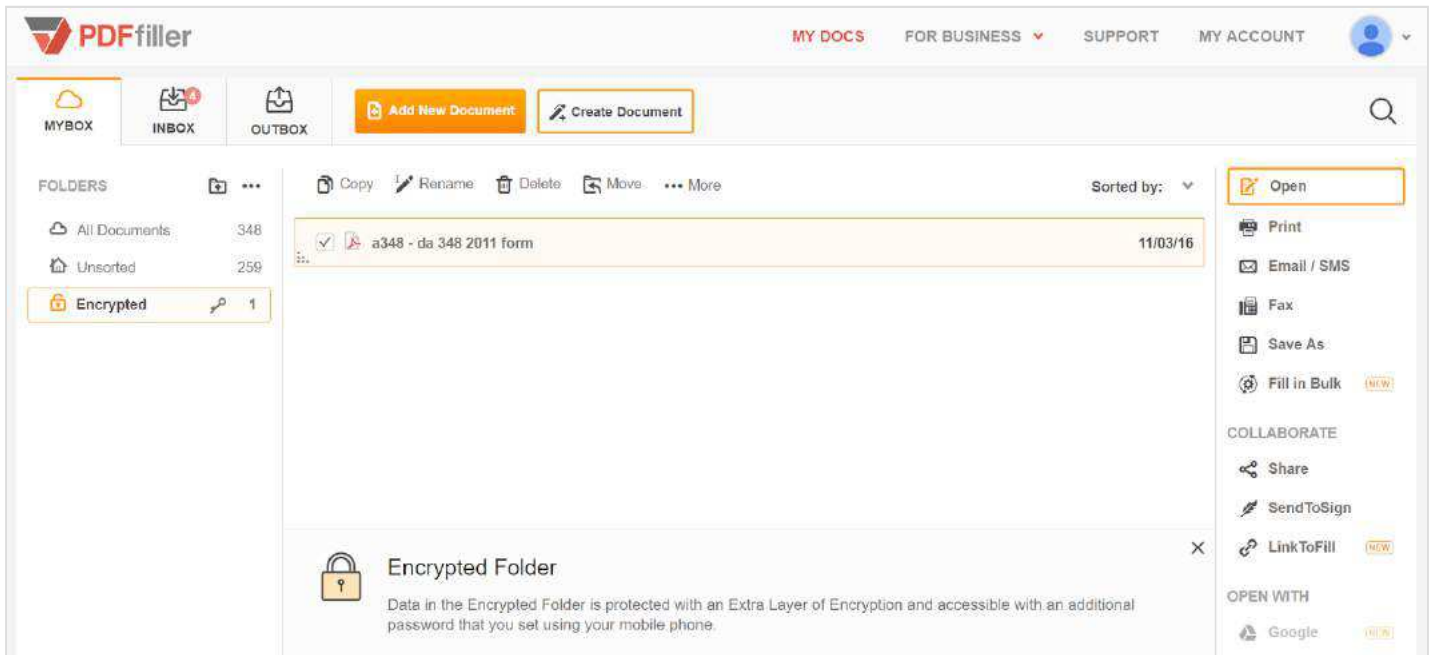 PDFfiller
MY DOCS FOR BUSINESS SUPPORT MY ACCOUNT
MYBOX INBOX 4 OUTBOX Add New Document Create Document
FOLDERS
All Documents 348
Unsorted 259
Encrypted 1
Copy Rename Delete Move More Sorted by:
a348 - da 348 2011 form 11/03/16
Encrypted Folder
Data in the Encrypted Folder is protected with an Extra Layer of Encryption and accessible with an additional
password that you set using your mobile phone.
Open
Print
Email / SMS
Fax
Save As
Fill in Bulk NEW
COLLABORATE
Share
SendToSign
LinkToFill NEW
OPEN WITH
Google NEW